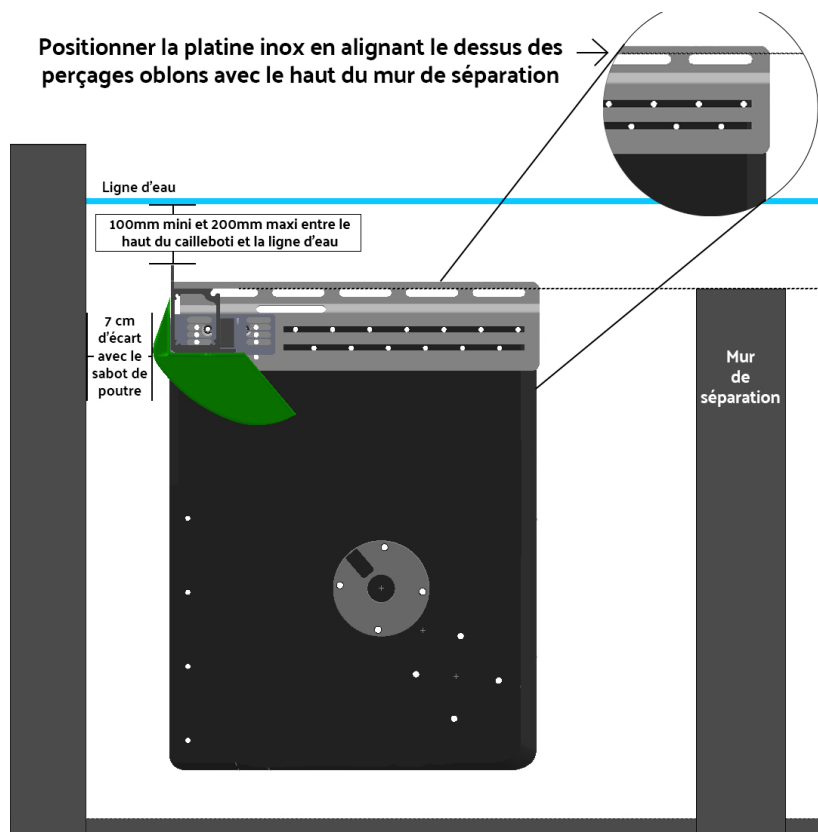 Positionner la platine inox en alignant le dessus des
perçages oblons avec le haut du mur de séparation
Ligne d'eau
100mm mini et 200mm maxi entre le
haut du cailleboti et la ligne d'eau
7 cm
d'écart
avec le
sabot de
poutre
Mur
de
séparation